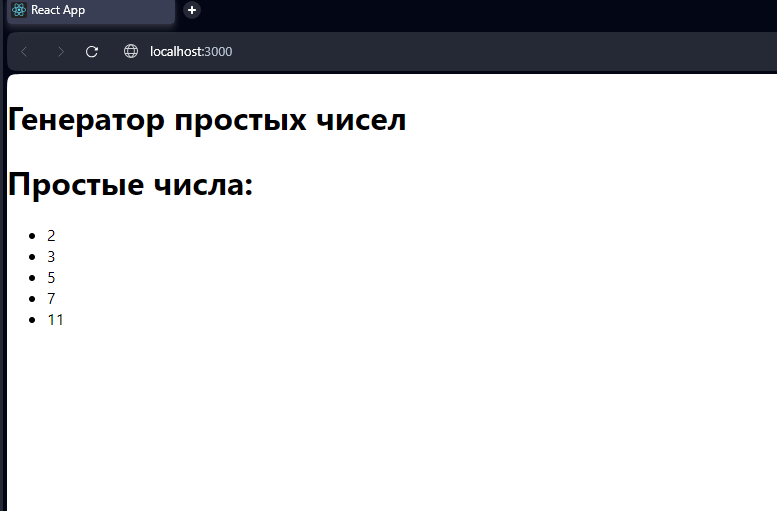 React App
localhost:3000
Генератор простых чисел
Простые числа:
2
3
5
7
11